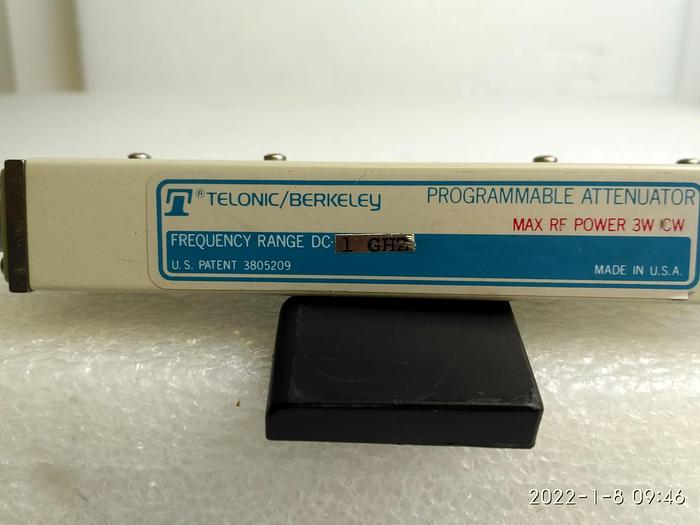 T® TELONIC/BERKELEY
PROGRAMMABLE ATTENUATOR
MAX RF POWER 3W CW
FREQUENCY RANGE DC-1 GHZ
U.S. PATENT 3805209
MADE IN U.S.A.
2022-1-8 09:46